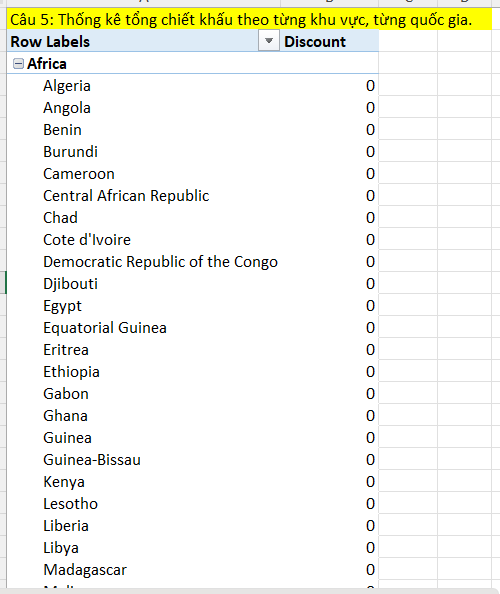 Câu 5: Thống kê tổng chiết khấu theo từng khu vực, từng quốc gia.
Row Labels Discount
Africa
Algeria 0
Angola 0
Benin 0
Burundi 0
Cameroon 0
Central African Republic 0
Chad 0
Cote d'Ivoire 0
Democratic Republic of the Congo 0
Djibouti 0
Egypt 0
Equatorial Guinea 0
Eritrea 0
Ethiopia 0
Gabon 0
Ghana 0
Guinea 0
Guinea-Bissau 0
Kenya 0
Lesotho 0
Liberia 0
Libya 0
Madagascar 0